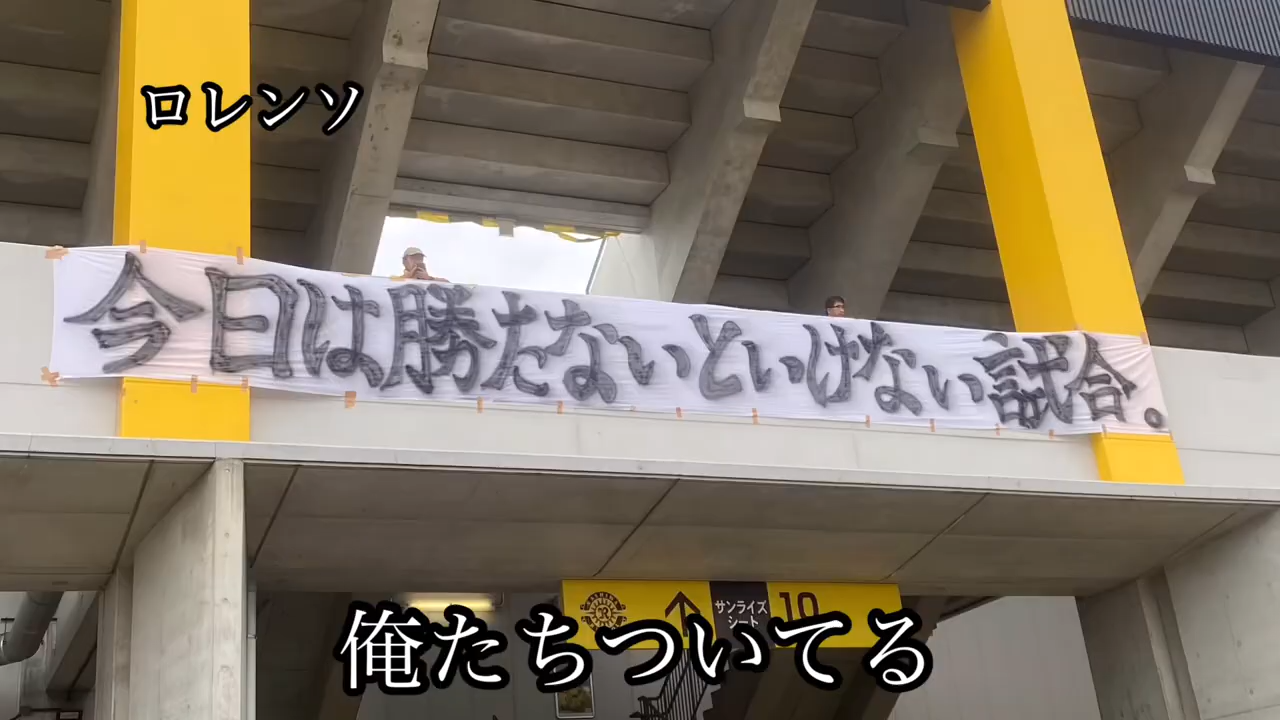 ロレンソ
今日は勝たないといけない試合。
サンライズ
シート
10
俺たちついてる